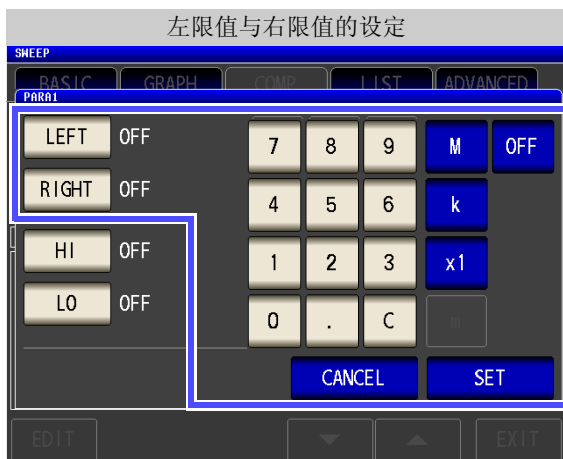 左限值与右限值的设定
SWEEP
BASIC GRAPH COMP LIST ADVANCED
PARA1
LEFT OFF 7 8 9 M OFF
RIGHT OFF 4 5 6 k
HI OFF 1 2 3 x1
LO OFF 0 . C m
CANCEL SET
EDIT EXIT